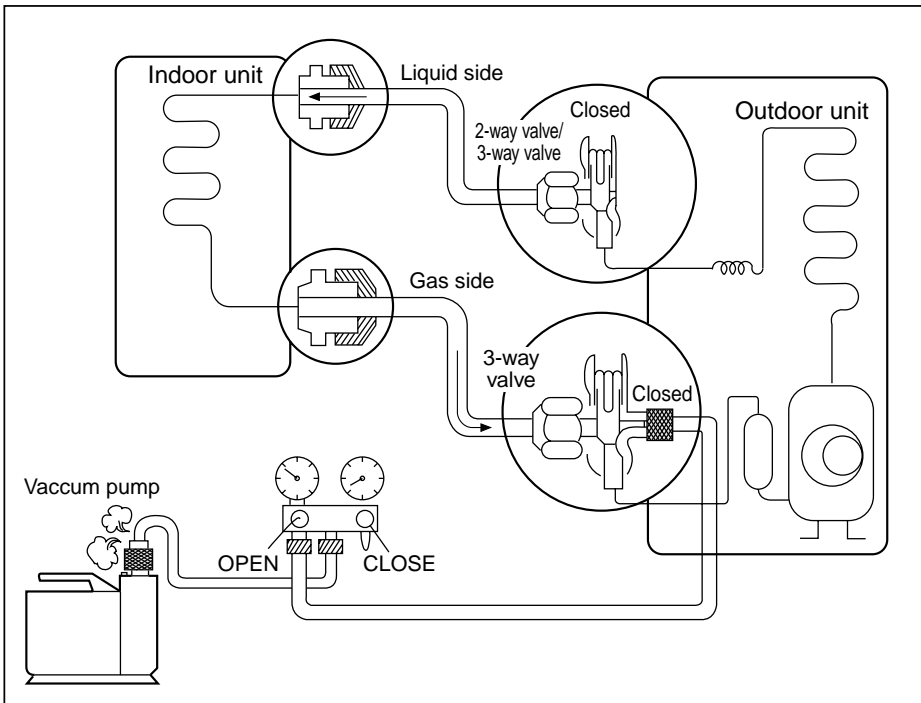 Indoor unit
Liquid side
Closed
2-way valve/
3-way valve
Outdoor unit
Gas side
3-way
valve
Closed
Vaccum pump
OPEN
CLOSE